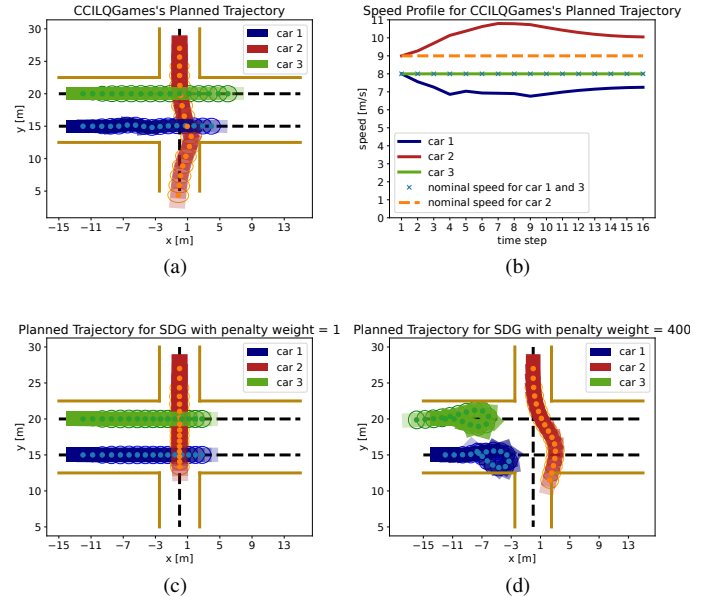 CCILQGames's Planned Trajectory
30
25
20
15
10
5
y [m]
car 1
car 2
car 3
−15 −11 −7 −3 1 5 9 13
x [m]
(a)
Speed Profile for CCILQGames's Planned Trajectory
11
10
9
8
7
6
5
4
3
2
1
0
speed [m/s]
car 1
car 2
car 3
nominal speed for car 1 and 3
nominal speed for car 2
1 2 3 4 5 6 7 8 9 10 11 12 13 14 15 16
time step
(b)
Planned Trajectory for SDG with penalty weight = 1
30
25
20
15
10
5
y [m]
car 1
car 2
car 3
−15 −11 −7 −3 1 5 9 13
x [m]
(c)
Planned Trajectory for SDG with penalty weight = 400
30
25
20
15
10
5
y [m]
car 1
car 2
car 3
−15 −11 −7 −3 1 5 9 13
x [m]
(d)